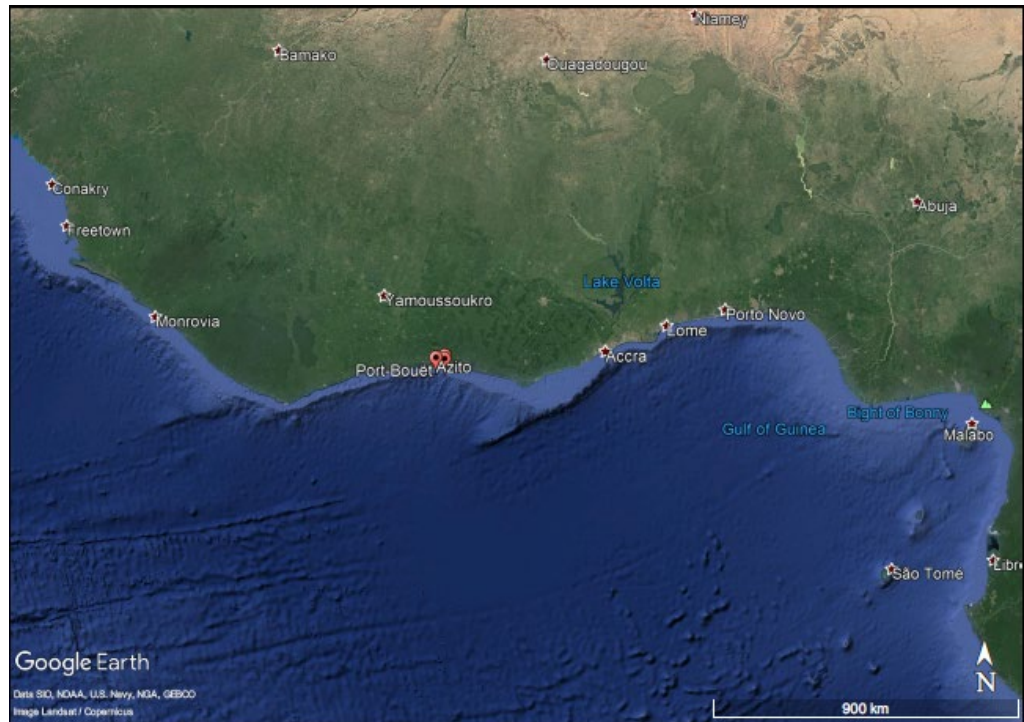 Niamey
Bamako
Ouagadougou
Conakry
Abuja
Freetown
Lake Volta
Yamoussoukro
Porto Novo
Monrovia
Lome
Accra
Port-Bouet Azito
Bight of Bonny
Gulf of Guinea
Malabo
São Tomé
Libr
Google Earth
N
Data SIO, NOAA, U.S. Navy, NGA, GEBCO
Image Landsat / Copernicus
900 km